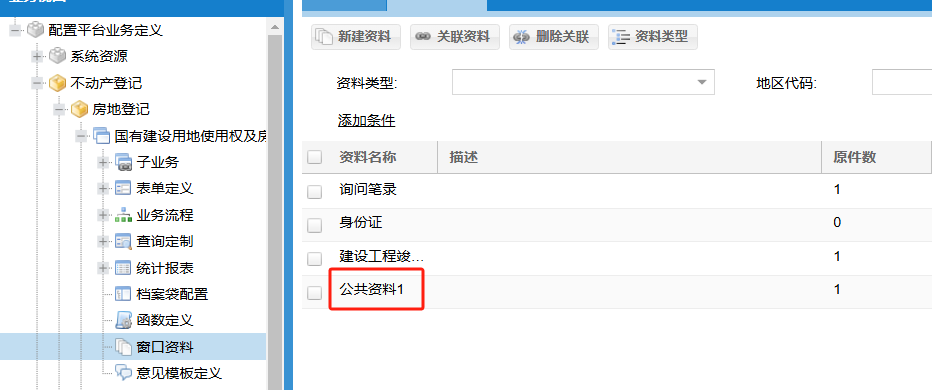 配置平台业务定义
系统资源
不动产登记
房地登记
国有建设用地使用权及房
子业务
表单定义
业务流程
查询定制
统计报表
档案袋配置
函数定义
窗口资料
意见模板定义
新建资料 关联资料 删除关联 资料类型
资料类型: 地区代码:
添加条件
资料名称 描述 原件数
询问笔录 1
身份证 0
建设工程竣... 1
公共资料1 1